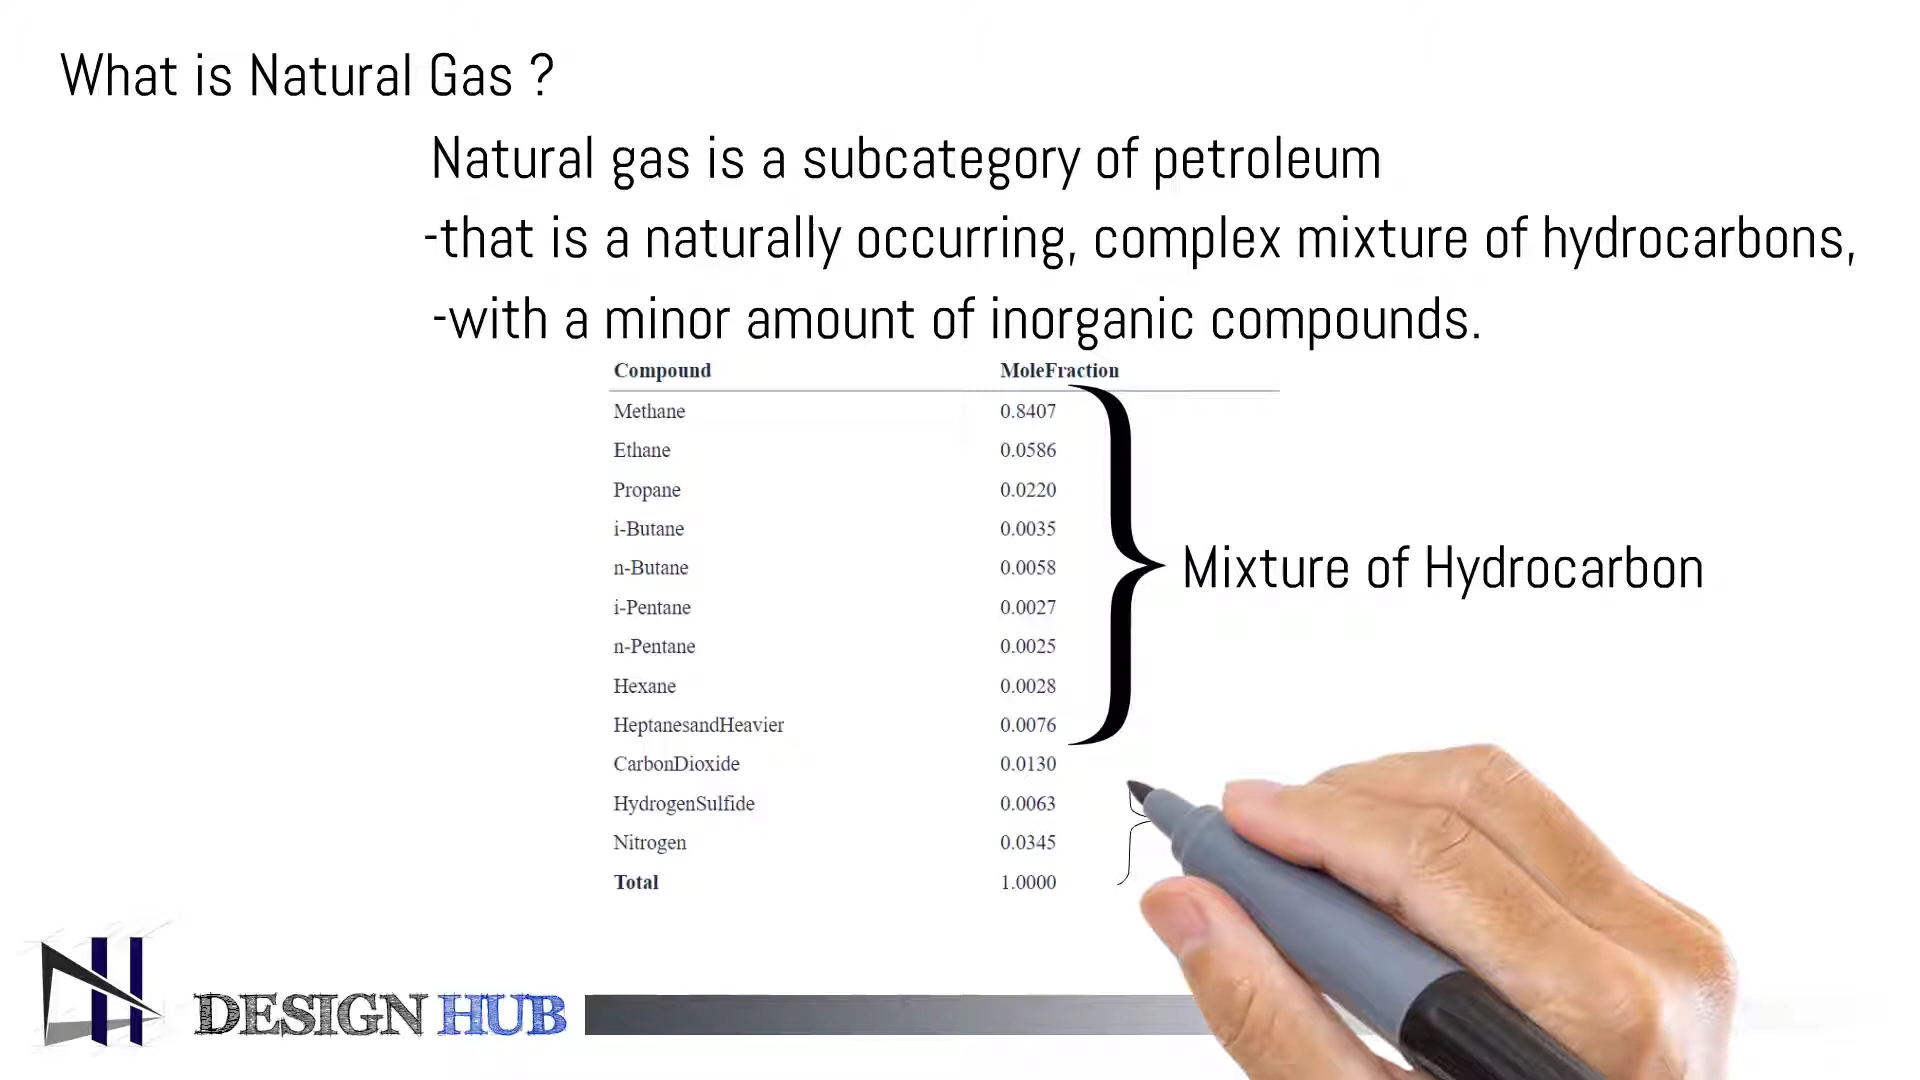 What is Natural Gas ?
Natural gas is a subcategory of petroleum
-that is a naturally occurring, complex mixture of hydrocarbons,
-with a minor amount of inorganic compounds.
Compound MoleFraction
Methane 0.8407
Ethane 0.0586
Propane 0.0220
i-Butane 0.0035
n-Butane 0.0058
i-Pentane 0.0027
n-Pentane 0.0025
Hexane 0.0028
HeptanesandHeavier 0.0076
CarbonDioxide 0.0130
HydrogenSulfide 0.0063
Nitrogen 0.0345
Total 1.0000
Mixture of Hydrocarbon
DESIGN HUB